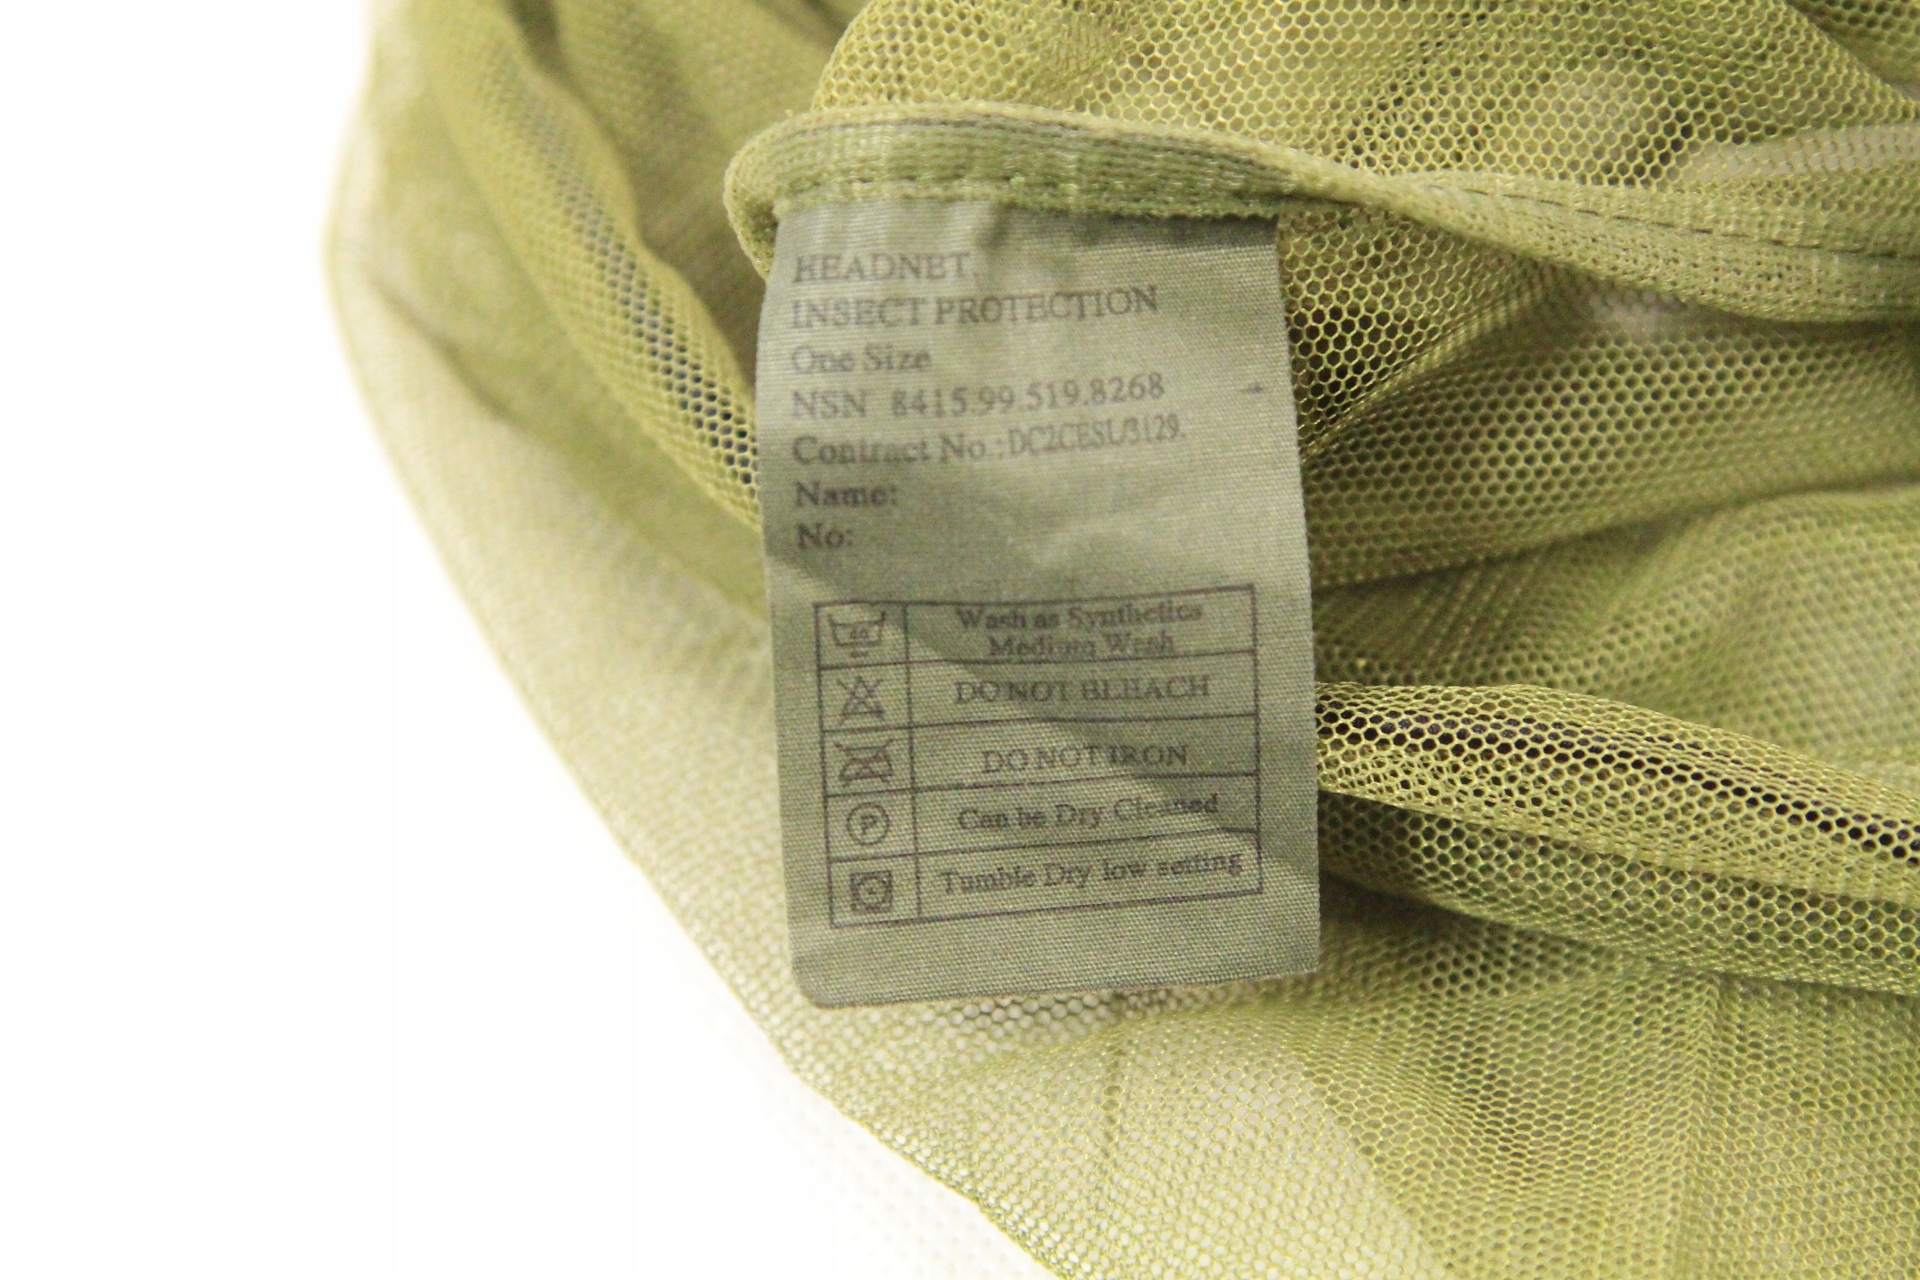 HEADNET,
INSECT PROTECTION
One Size
NSN 8415.99.519.8268
Contract No.: DC2CESL/3129.
Name:
No:
40
Wash as Synthetics
Medium Wash
DO NOT BLEACH
DO NOT IRON
P
Can be Dry Cleaned
Tumble Dry low setting